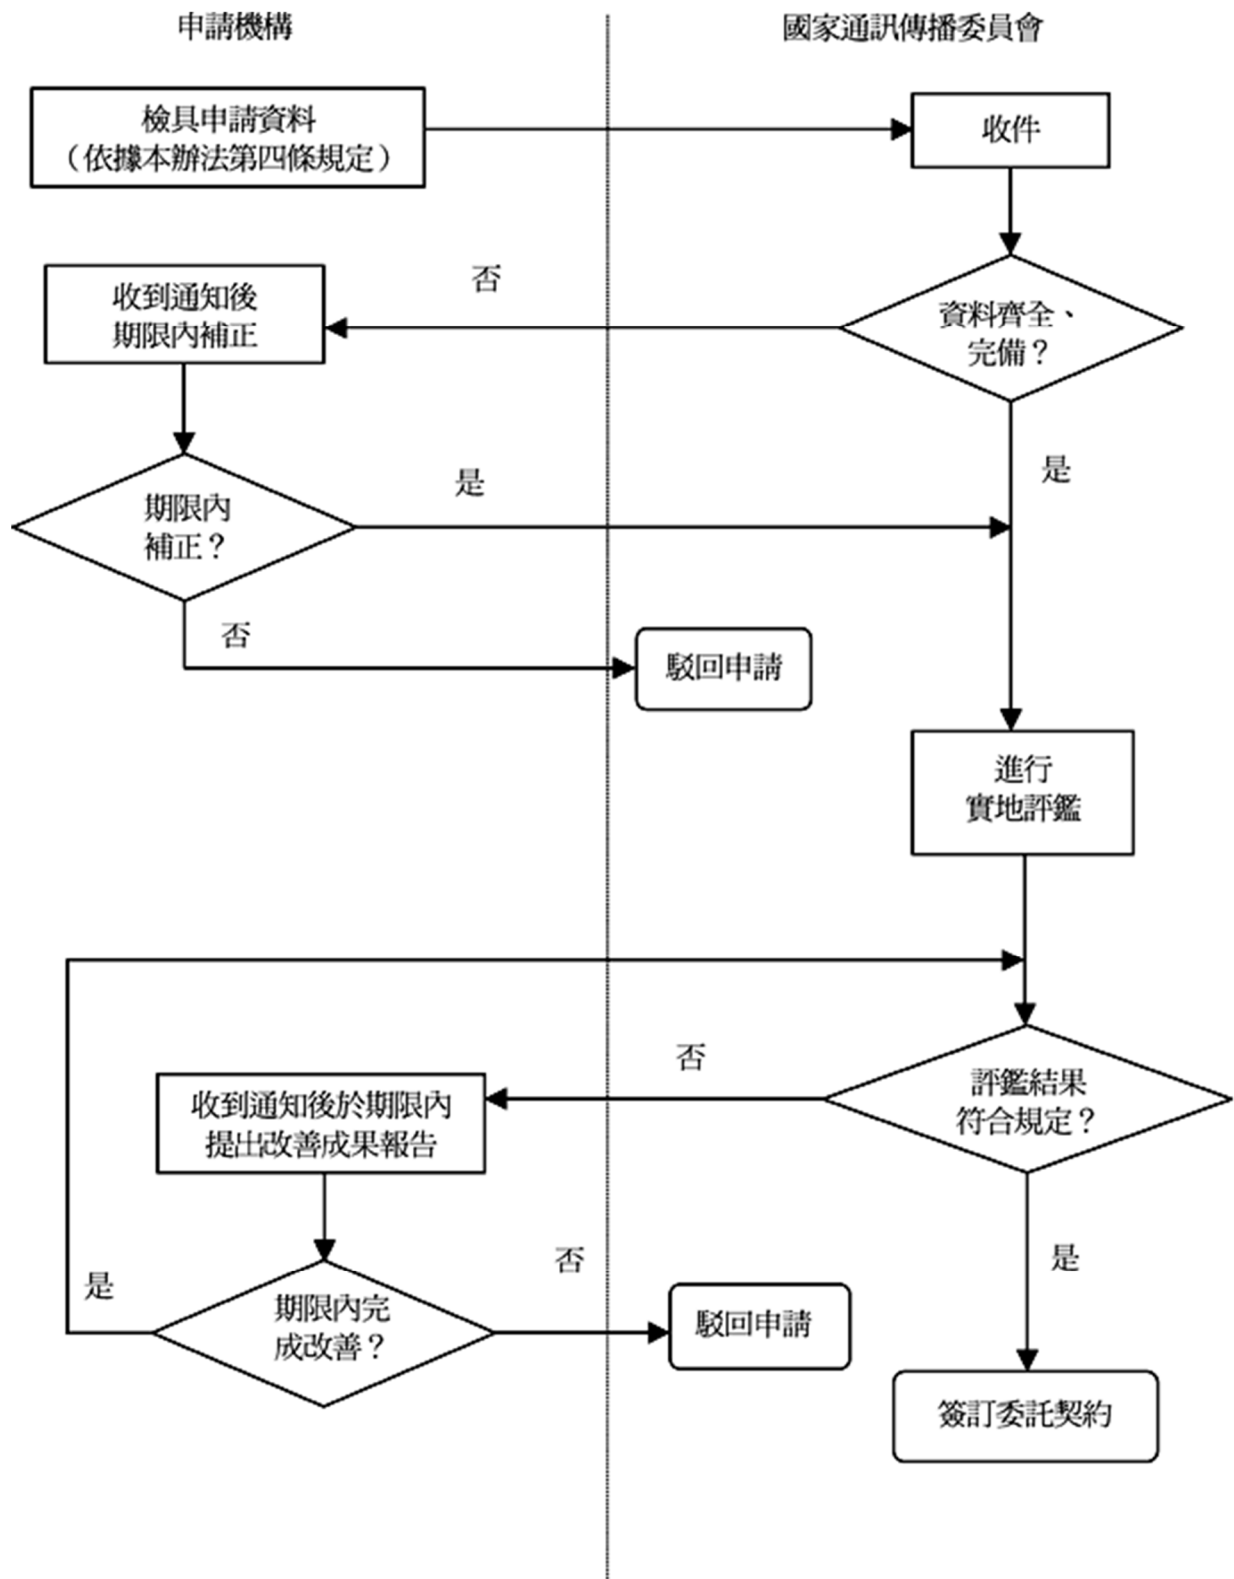 申請機構
國家通訊傳播委員會
檢具申請資料
（依據本辦法第四條規定）
收件
否
收到通知後
期限內補正
資料齊全、
完備？
是
是
期限內
補正？
否
駁回申請
進行
實地評鑑
否
評鑑結果
符合規定？
收到通知後於期限內
提出改善成果報告
是
否
是
期限內完
成改善？
駁回申請
簽訂委託契約